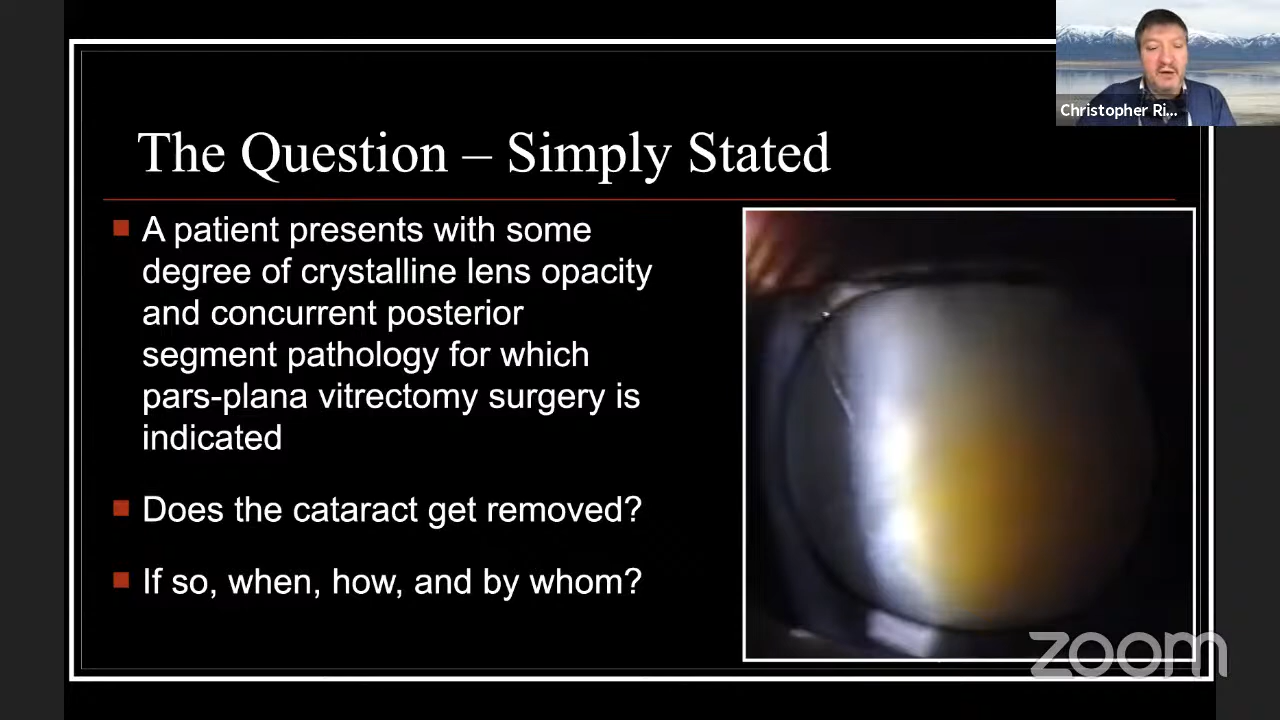 Christopher Ri...
The Question – Simply Stated
A patient presents with some
degree of crystalline lens opacity
and concurrent posterior
segment pathology for which
pars-plana vitrectomy surgery is
indicated
Does the cataract get removed?
If so, when, how, and by whom?
zoom